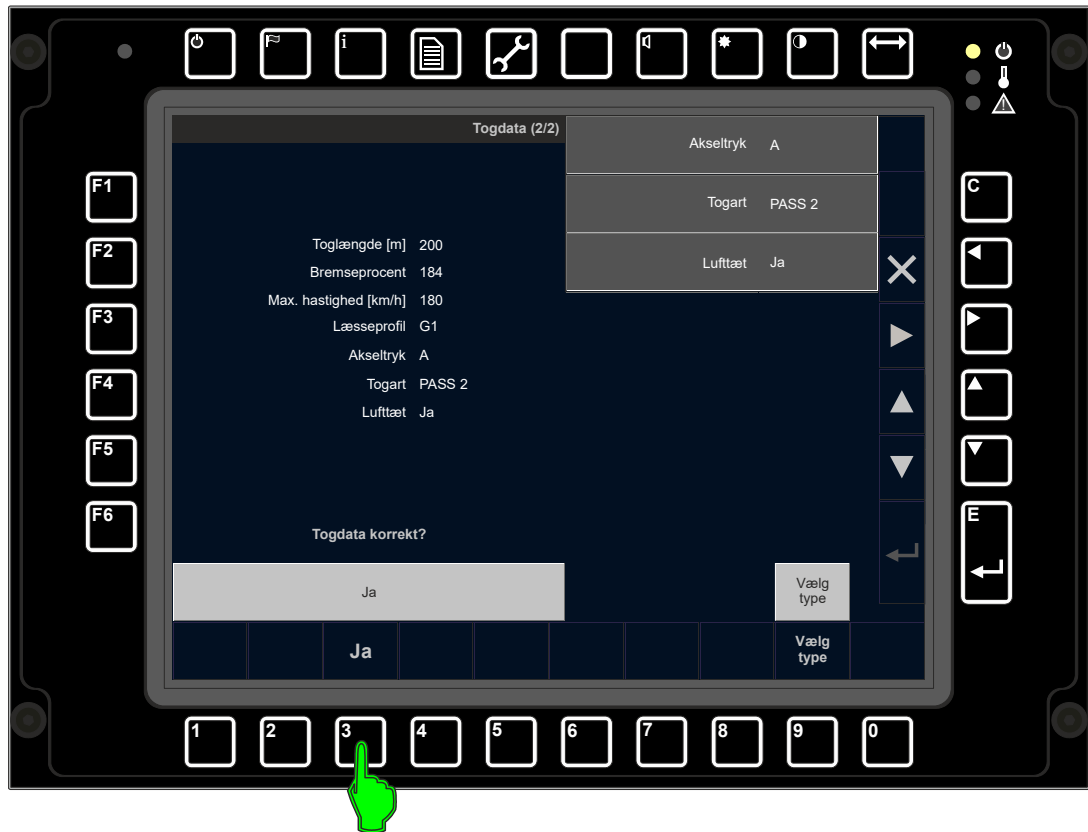 i
Togdata (2/2)
Akseltryk A
Togart PASS 2
Lufttæt Ja
F1
F2
F3
F4
F5
F6
Toglængde [m] 200
Bremseprocent 184
Max. hastighed [km/h] 180
Læsseprofil G1
Akseltryk A
Togart PASS 2
Lufttæt Ja
Togdata korrekt?
Ja
Vælg
type
Ja
Vælg
type
C
E
1 2 3 4 5 6 7 8 9 0